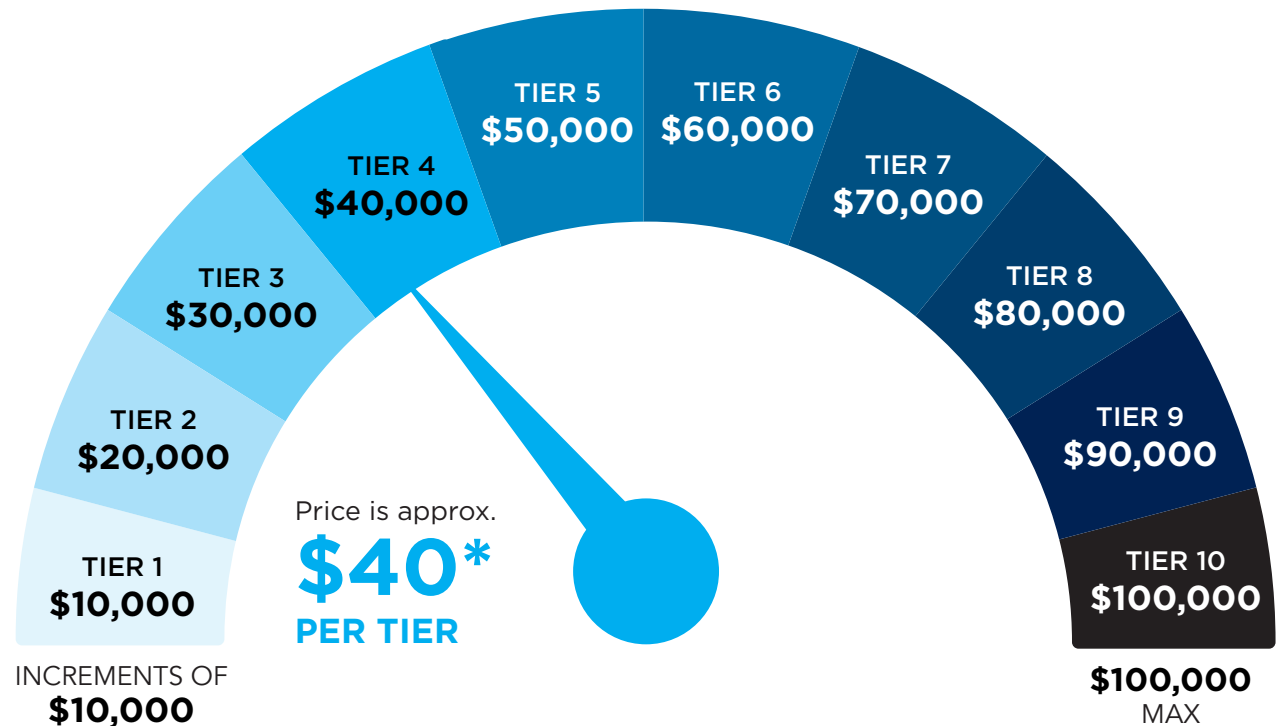 TIER 1
$10,000
TIER 2
$20,000
TIER 3
$30,000
TIER 4
$40,000
TIER 5
$50,000
TIER 6
$60,000
TIER 7
$70,000
TIER 8
$80,000
TIER 9
$90,000
TIER 10
$100,000
Price is approx.
$40*
PER TIER
INCREMENTS OF
$10,000
$100,000
MAX